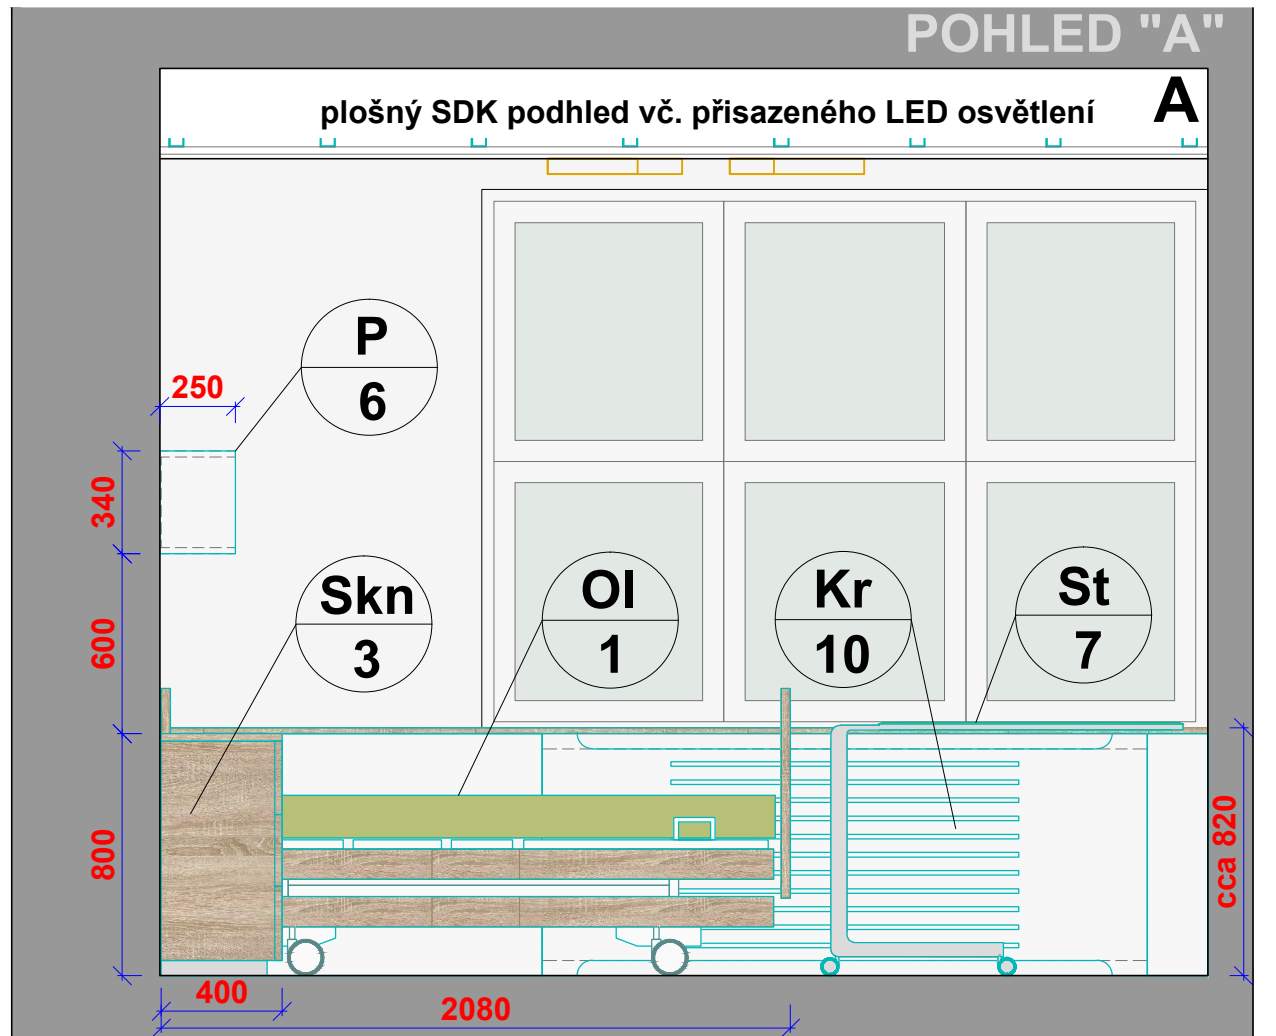 POHLED "A"
plošný SDK podhled vč. přisazeného LED osvětlení
A
P
6
250
340
Skn
3
Ol
1
Kr
10
St
7
600
800
cca 820
400
2080